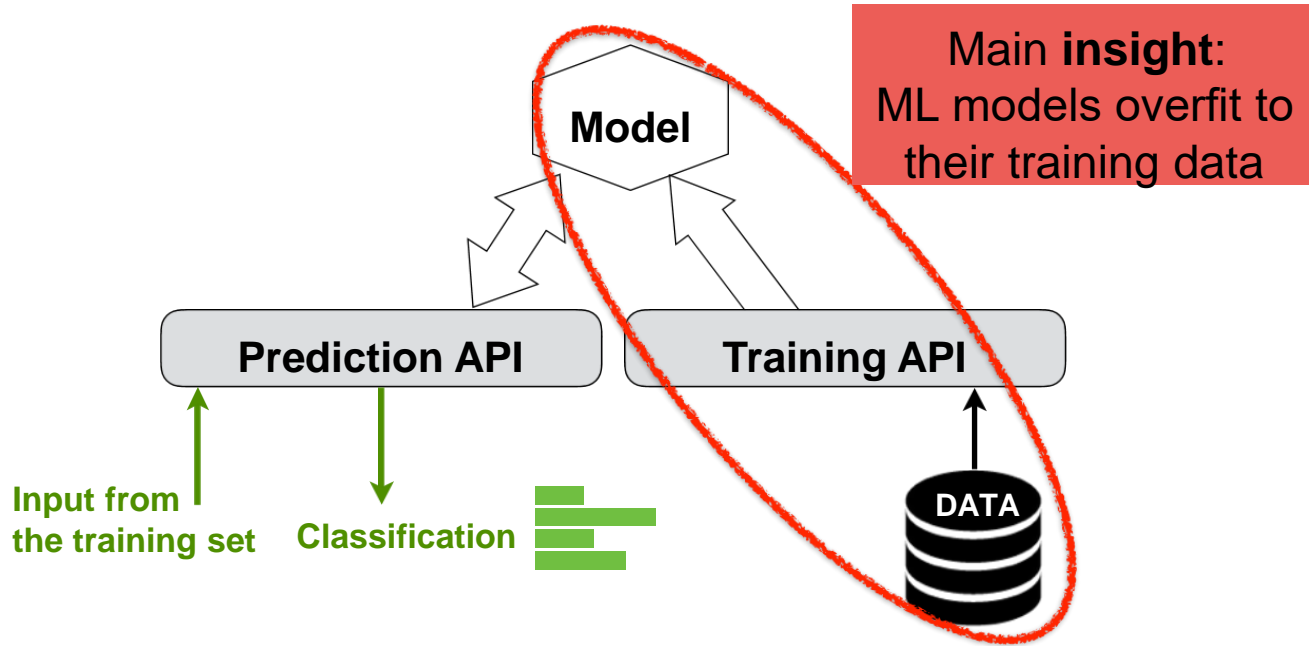 Main insight:
ML models overfit to
their training data
Model
Prediction API
Training API
Input from
the training set
Classification
DATA